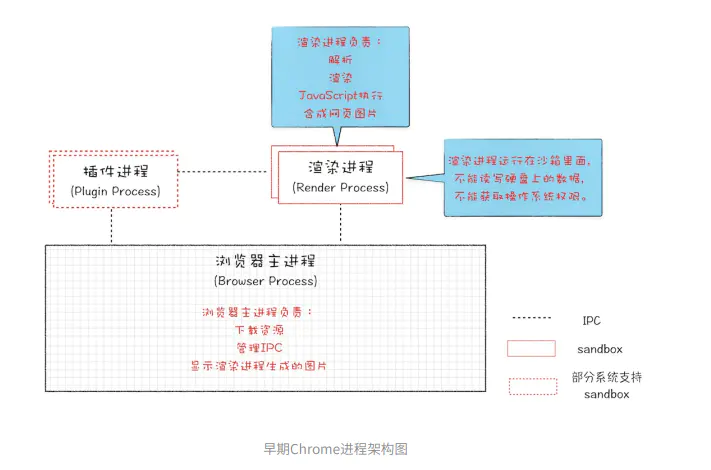 渲染进程负责：
解析
渲染
JavaScript执行
合成网页图片
插件进程
(Plugin Process)
渲染进程
(Render Process)
渲染进程运行在沙箱里面，
不能读写硬盘上的数据，
不能获取操作系统权限。
浏览器主进程
(Browser Process)
浏览器主进程负责：
下载资源
管理IPC
显示渲染进程生成的图片
IPC
sandbox
部分系统支持
sandbox
早期Chrome进程架构图